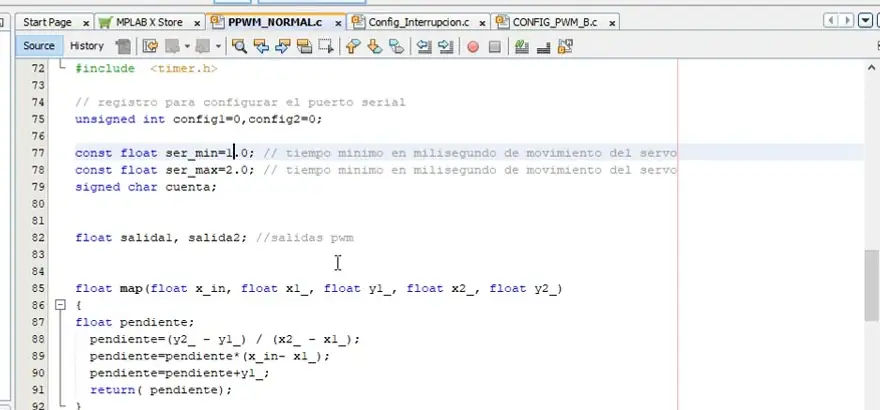 Start Page MPLAB X Store PPWM_NORMAL.c Config_Interrupcion.c CONFIG_PWM_B.c
Source History
72 #include <timer.h>
73
74 // registro para configurar el puerto serial
75 unsigned int config1=0,config2=0;
76
77 const float ser_min=1.0; // tiempo minimo en milisegundo de movimiento del servo
78 const float ser_max=2.0; // tiempo minimo en milisegundo de movimiento del servo
79 signed char cuenta;
80
81
82 float salida1, salida2; //salidas pwm
83
84
85 float map(float x_in, float x1_, float y1_, float x2_, float y2_)
86 {
87 float pendiente;
88 pendiente=(y2_ - y1_) / (x2_ - x1_);
89 pendiente=pendiente*(x_in- x1_);
90 pendiente=pendiente+y1_;
91 return( pendiente);
92 }